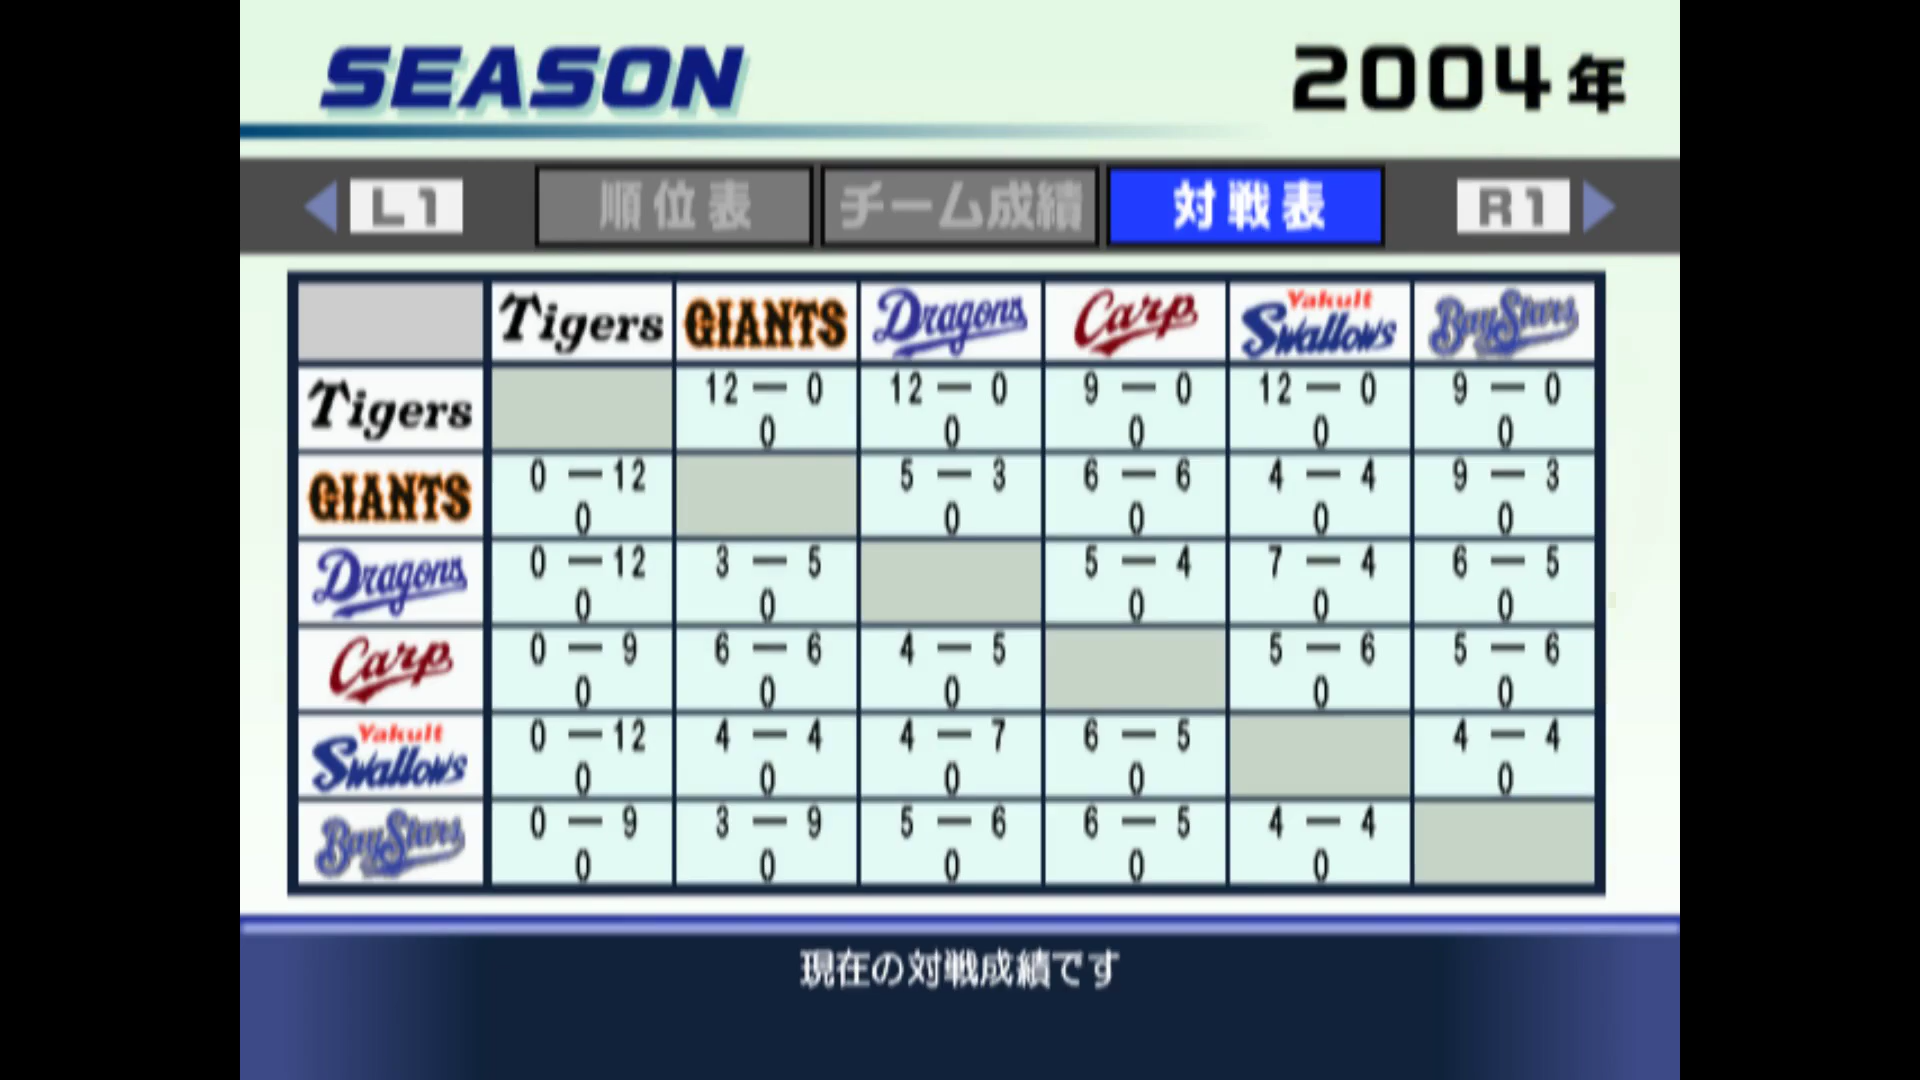 SEASON 2004年
L1 順位表 チーム成績 対戦表 R1
Tigers GIANTS Dragons Carp Yakult Swallows BayStars
Tigers 12 — 0 12 — 0 9 — 0 12 — 0 9 — 0
0 0 0 0 0
GIANTS 0 — 12 5 — 3 6 — 6 4 — 4 9 — 3
0 0 0 0 0
Dragons 0 — 12 3 — 5 5 — 4 7 — 4 6 — 5
0 0 0 0 0
Carp 0 — 9 6 — 6 4 — 5 5 — 6 5 — 6
0 0 0 0 0
Yakult Swallows 0 — 12 4 — 4 4 — 7 6 — 5 4 — 4
0 0 0 0 0
BayStars 0 — 9 3 — 9 5 — 6 6 — 5 4 — 4
0 0 0 0 0
現在の対戦成績です